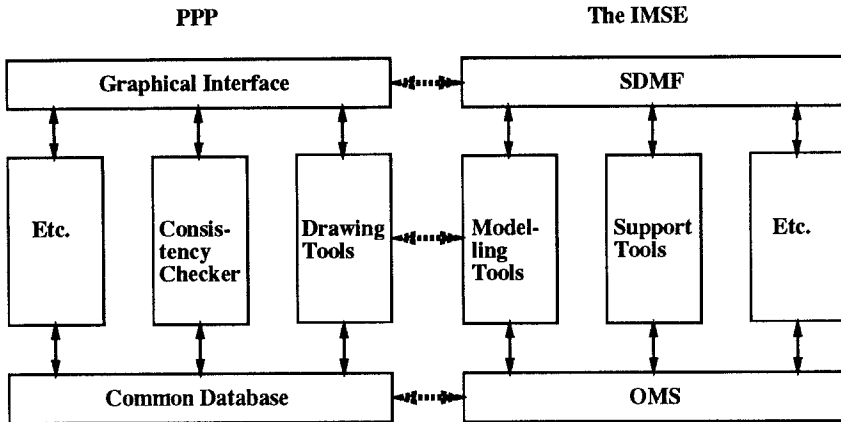 PPP
The IMSE
Graphical Interface
SDMF
Etc.
Consis-
tency
Checker
Drawing
Tools
Model-
ling
Tools
Support
Tools
Etc.
Common Database
OMS